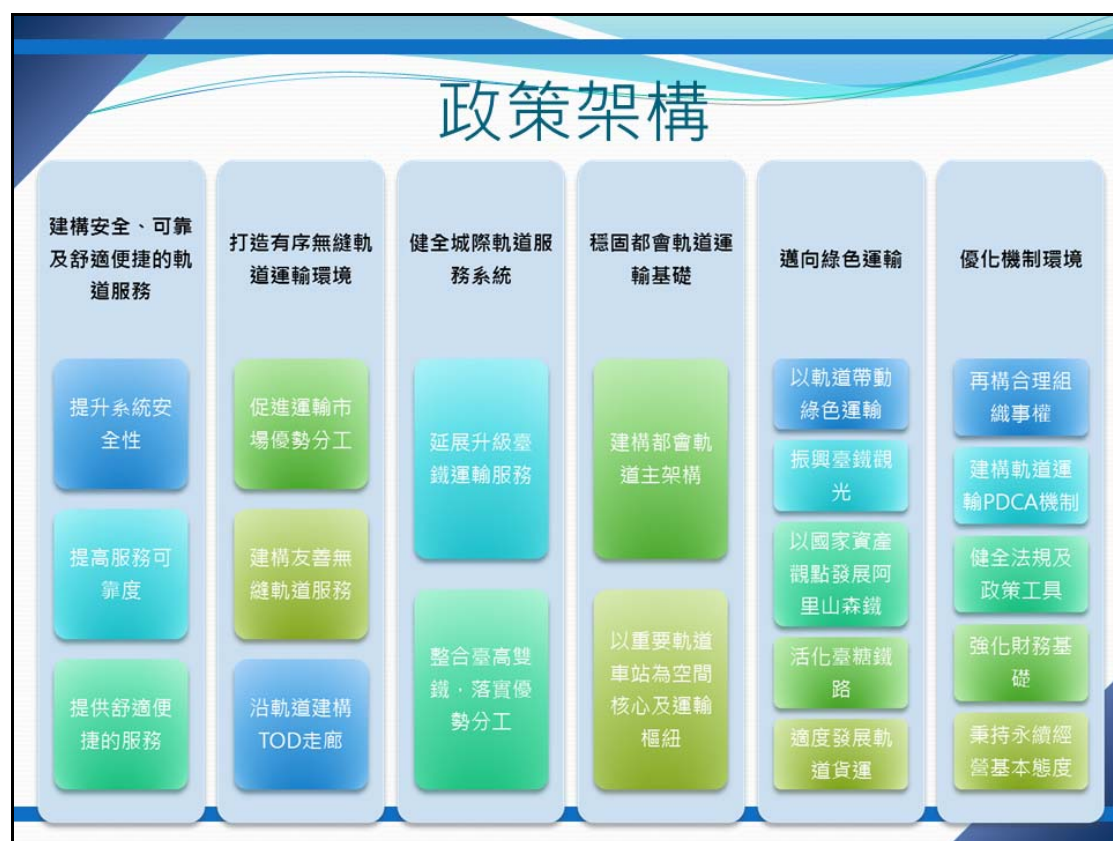 政策架構
建構安全、可靠
及舒適便捷的軌
道服務
提升系統安
全性
提高服務可
靠度
提供舒適便
捷的服務
打造有序無縫軌
道運輸環境
促進運輸市
場優勢分工
建構友善無
縫軌道服務
沿軌道建構
TOD走廊
健全城際軌道服
務系統
延展升級臺
鐵運輸服務
整合臺高雙
鐵，落實優
勢分工
穩固都會軌道運
輸基礎
建構都會軌
道主架構
以重要軌道
車站為空間
核心及運輸
樞紐
邁向綠色運輸
以軌道帶動
綠色運輸
振興臺鐵觀
光
以國家資產
觀點發展阿
里山森鐵
活化臺糖鐵
路
適度發展軌
道貨運
優化機制環境
再構合理組
織事權
建構軌道運
輸PDCA機制
健全法規及
政策工具
強化財務基
礎
秉持永續經
營基本態度